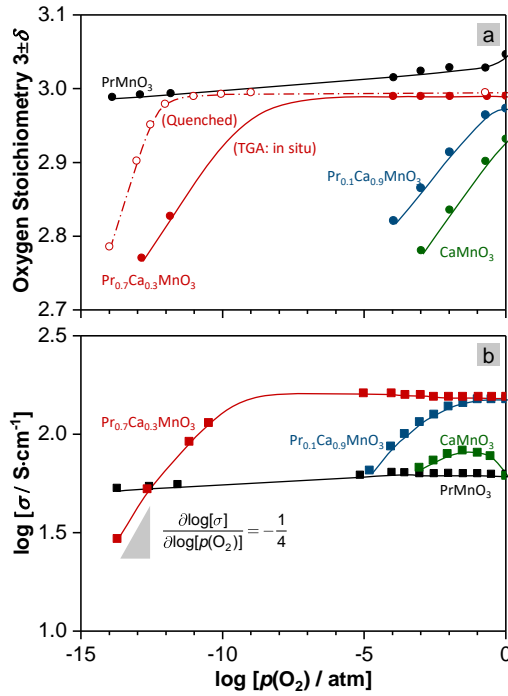 a
3.1
3.0
2.9
2.8
2.7
Oxygen Stoichiometry 3±δ
PrMnO3
(Quenched)
(TGA: in situ)
Pr0.1Ca0.9MnO3
CaMnO3
Pr0.7Ca0.3MnO3
b
2.5
2.0
1.5
1.0
log [σ / S·cm-1]
Pr0.7Ca0.3MnO3
Pr0.1Ca0.9MnO3
CaMnO3
PrMnO3
∂log[σ] / ∂log[p(O2)] = −1/4
-15 -10 -5 0
log [p(O2) / atm]